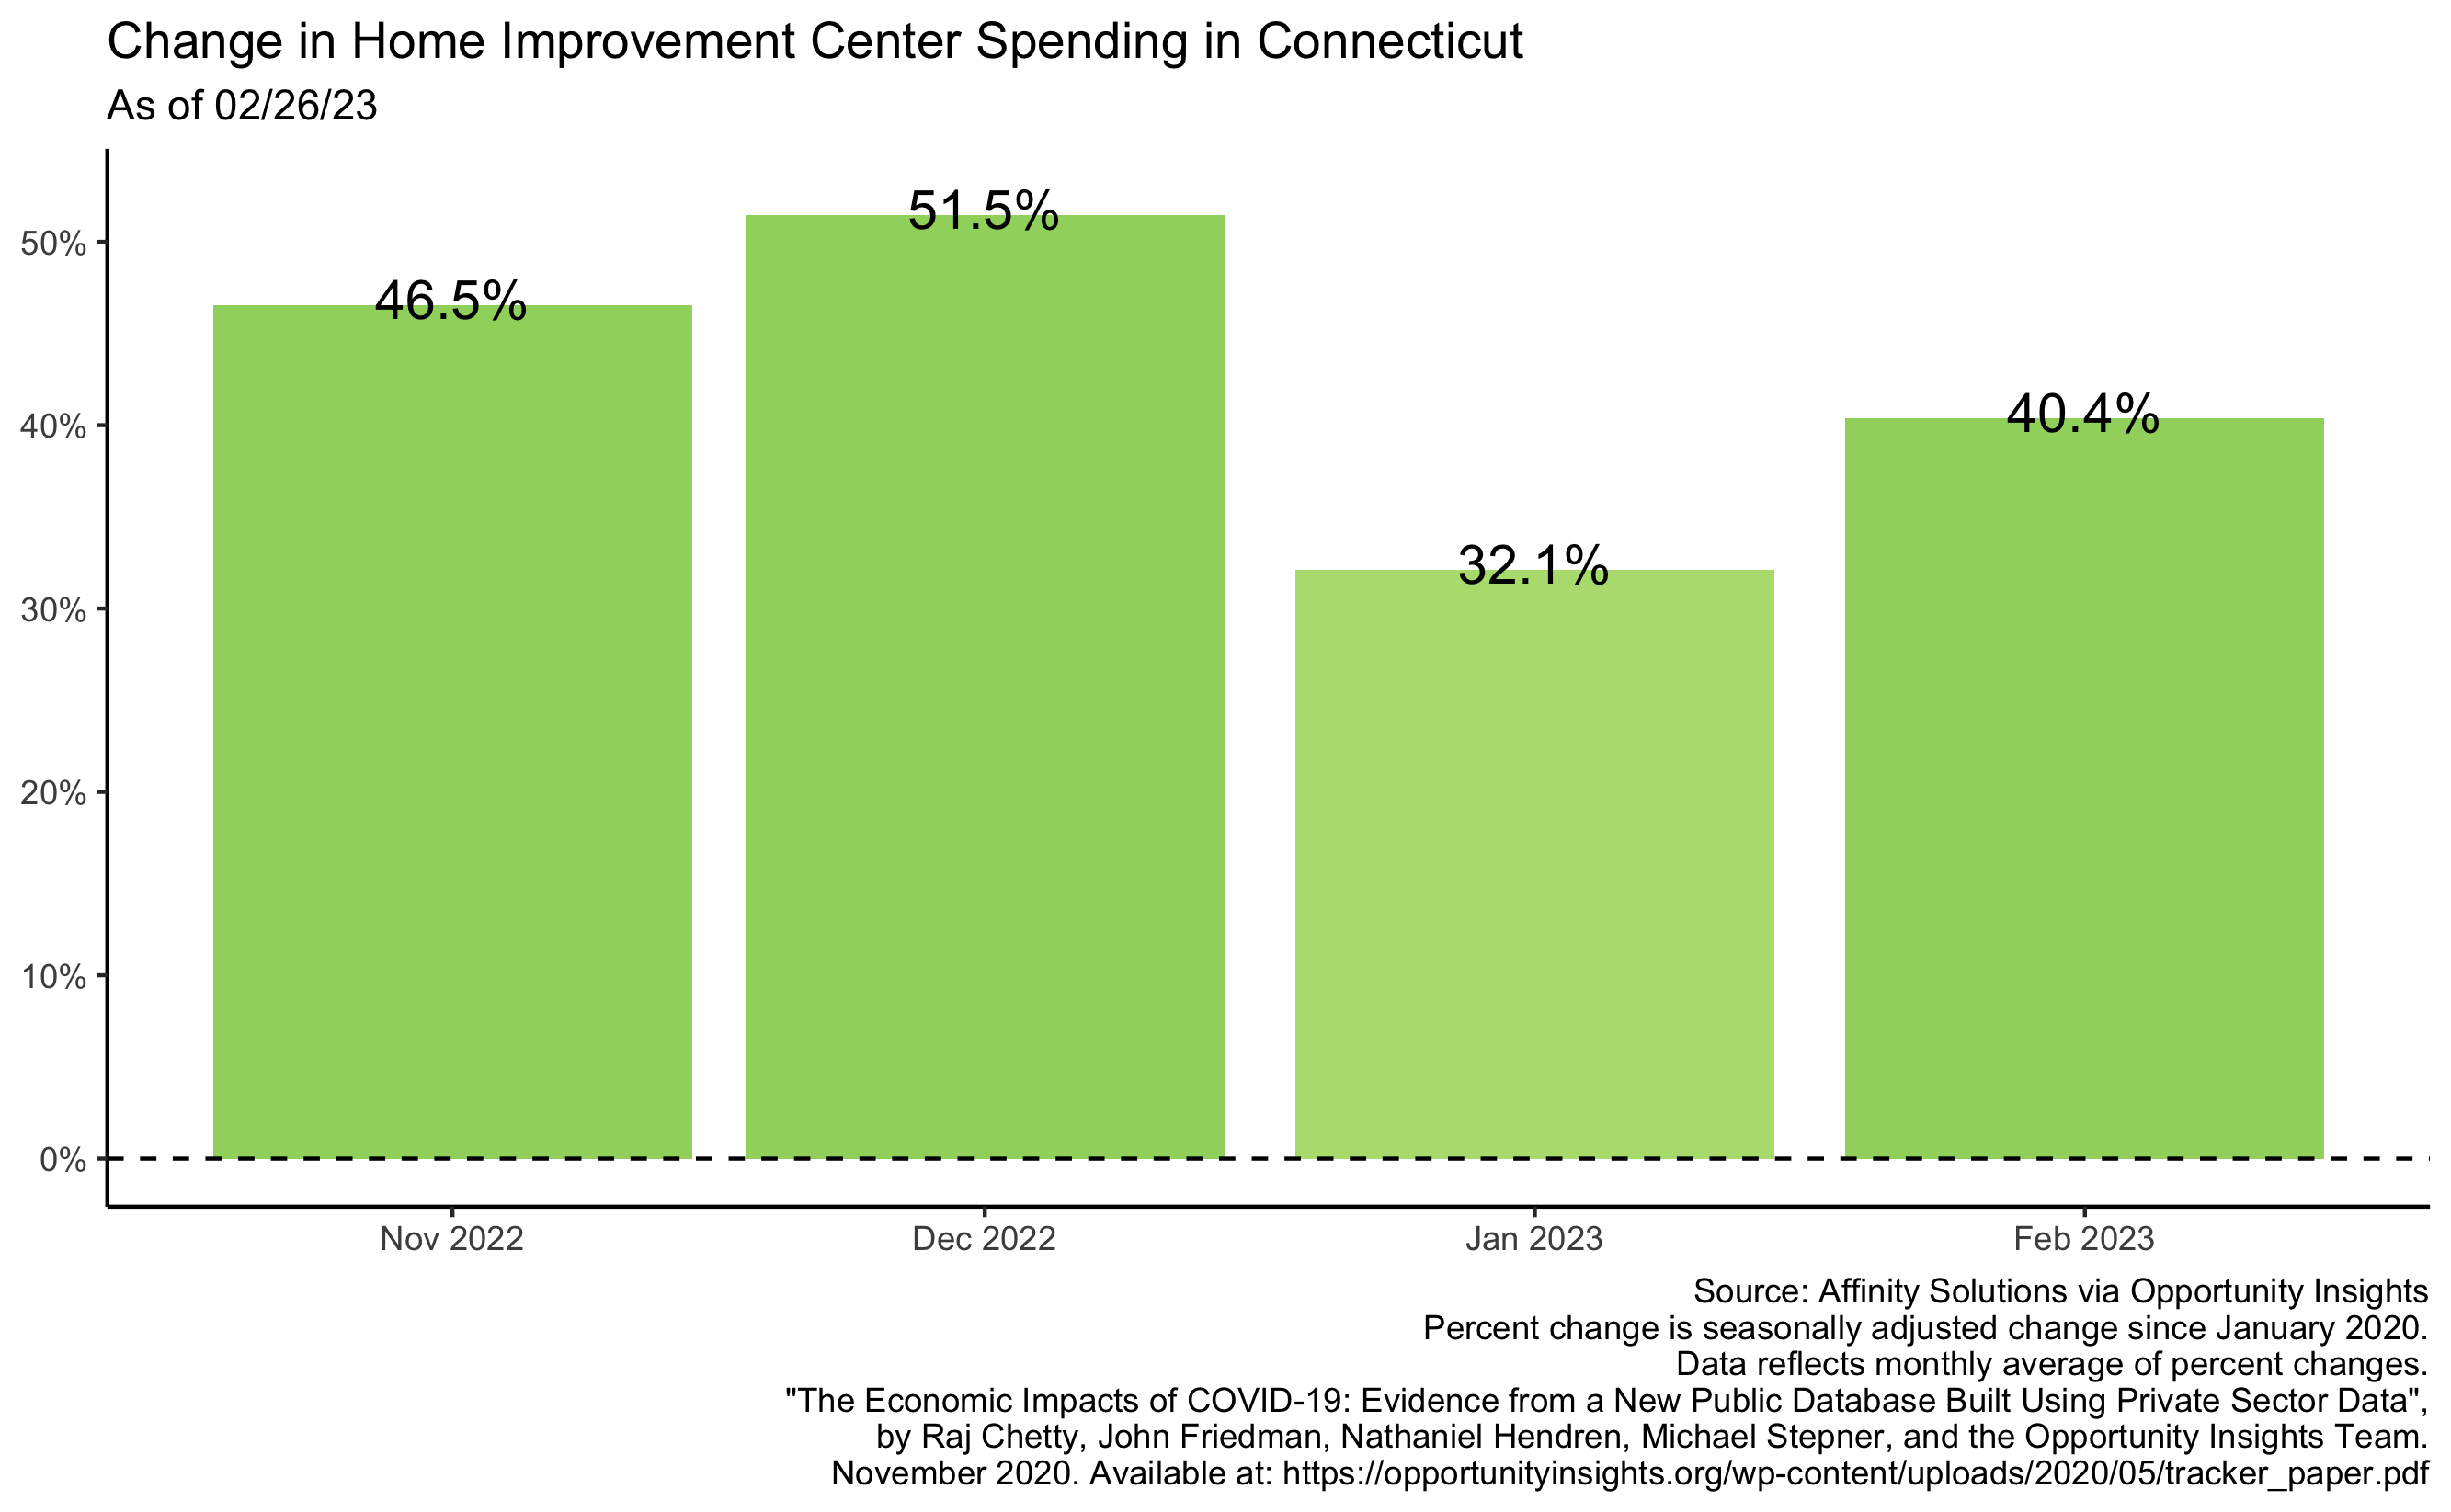 Change in Home Improvement Center Spending in Connecticut
As of 02/26/23
50%
40%
30%
20%
10%
0%
46.5%
51.5%
32.1%
40.4%
Nov 2022
Dec 2022
Jan 2023
Feb 2023
Source: Affinity Solutions via Opportunity Insights
Percent change is seasonally adjusted change since January 2020.
Data reflects monthly average of percent changes.
"The Economic Impacts of COVID-19: Evidence from a New Public Database Built Using Private Sector Data",
by Raj Chetty, John Friedman, Nathaniel Hendren, Michael Stepner, and the Opportunity Insights Team.
November 2020. Available at: https://opportunityinsights.org/wp-content/uploads/2020/05/tracker_paper.pdf